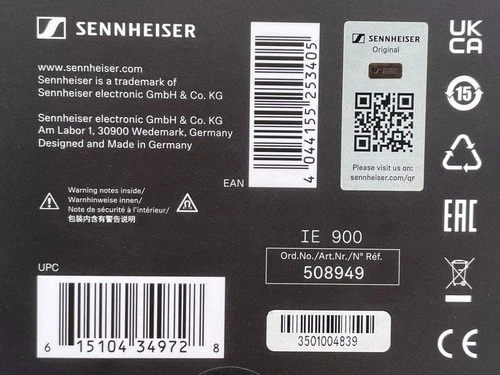 SENNHEISER
www.sennheiser.com
Sennheiser is a trademark of
Sennheiser electronic GmbH & Co. KG
Sennheiser electronic GmbH & Co. KG
Am Labor 1, 30900 Wedemark, Germany
Designed and Made in Germany
Warning notes inside/
Warnhinweise innen/
Note de sécurité à l'intérieur/
包装内含有警告说明
EAN
4 044155 253405
SENNHEISER
Original
Please visit us on:
sennheiser.com/qr
UK
CA
15
EAC
CE
IE 900
Ord.No./Art.Nr./N° Réf.
508949
3501004839
UPC
6 15104 34972 8